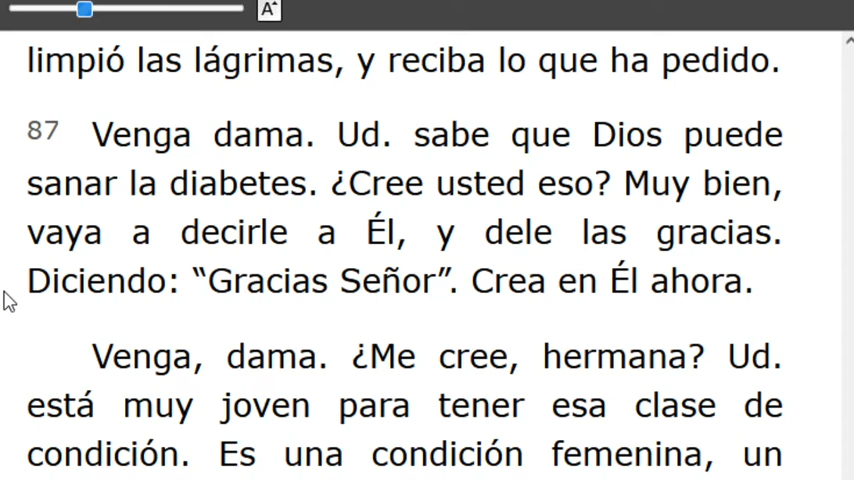 A
limpió las lágrimas, y reciba lo que ha pedido.
87 Venga dama. Ud. sabe que Dios puede
sanar la diabetes. ¿Cree usted eso? Muy bien,
vaya a decirle a Él, y dele las gracias.
Diciendo: “Gracias Señor”. Crea en Él ahora.
Venga, dama. ¿Me cree, hermana? Ud.
está muy joven para tener esa clase de
condición. Es una condición femenina, un